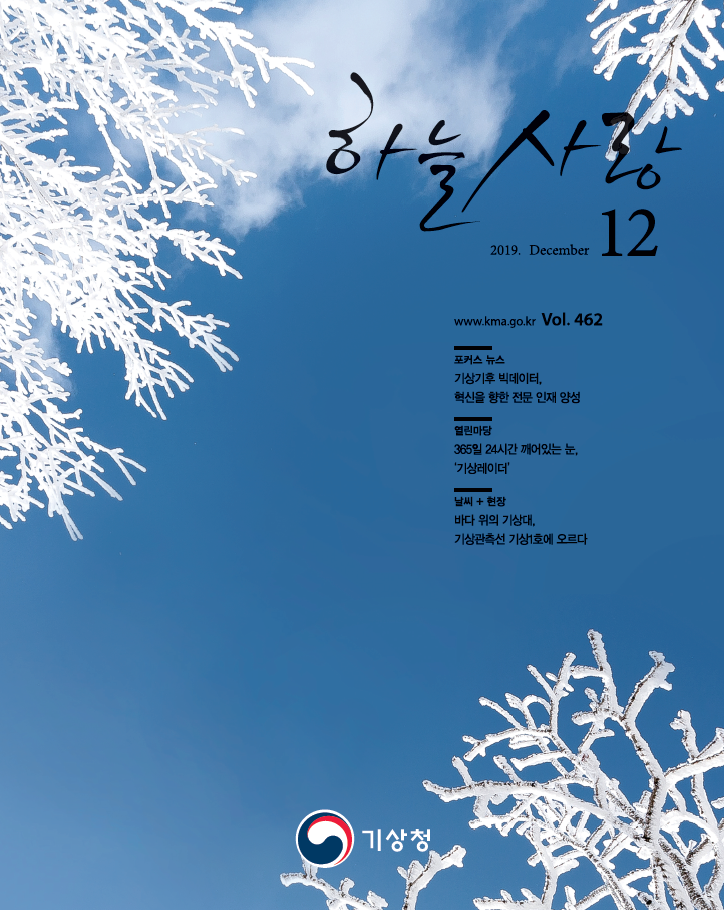 하늘사랑
2019. December 12
www.kma.go.kr Vol. 462
포커스 뉴스
기상기후 빅데이터,
혁신을 향한 전문 인재 양성
열린마당
365일 24시간 깨어있는 눈,
'기상레이더'
날씨 + 현장
바다 위의 기상대,
기상관측선 기상1호에 오르다
기상청